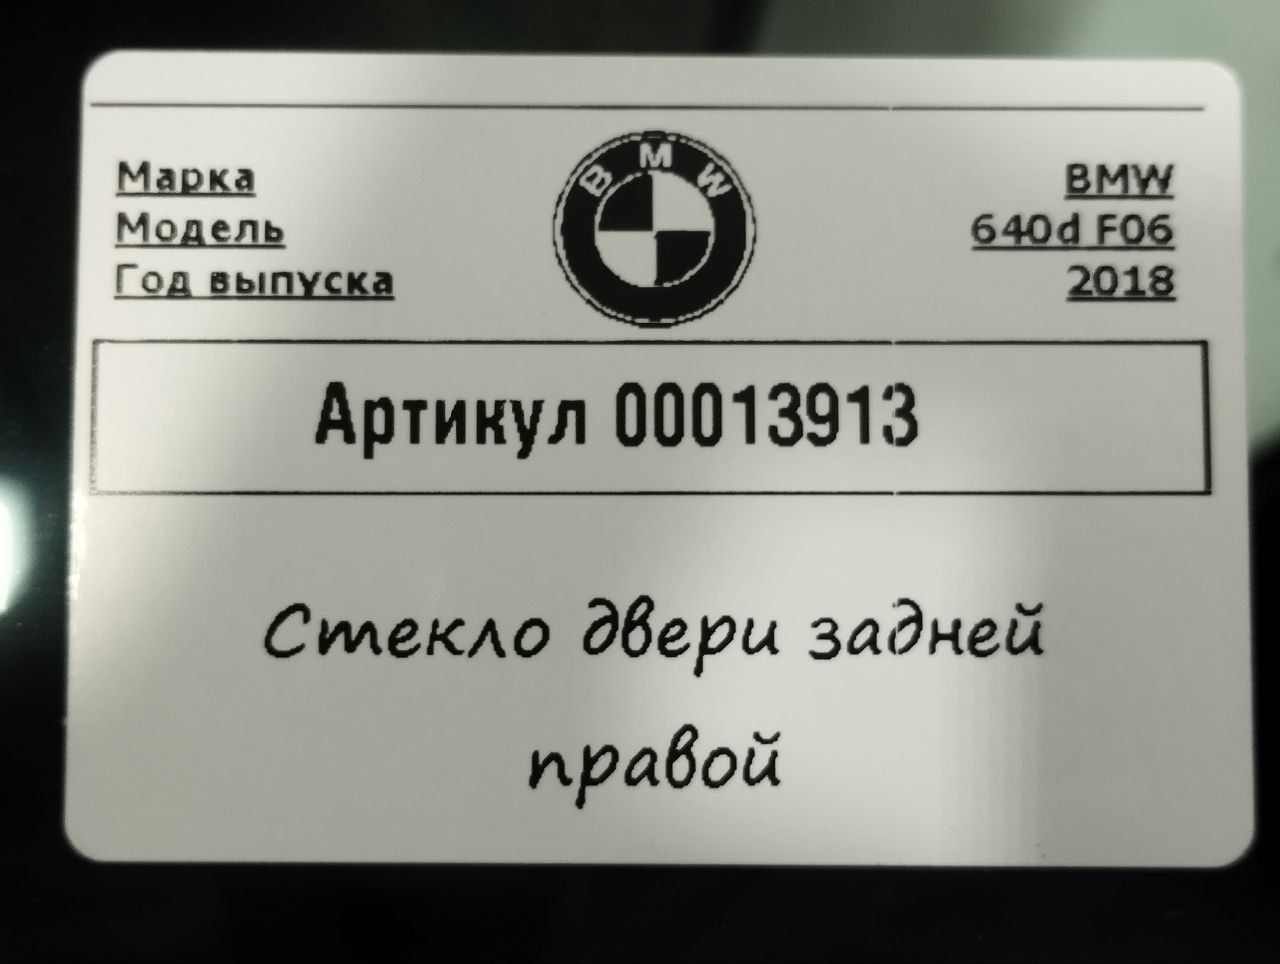 Марка BMW
Модель 640d F06
Год выпуска 2018
BMW
Артикул 00013913
Стекло двери задней
правой